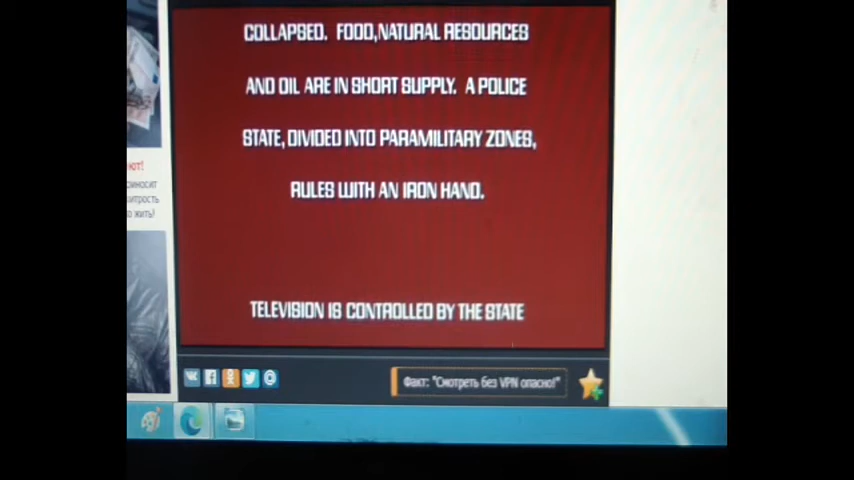 COLLAPSED. FOOD,NATURAL RESOURCES
AND OIL ARE IN SHORT SUPPLY. A POLICE
STATE, DIVIDED INTO PARAMILITARY ZONES,
RULES WITH AN IRON HAND.
TELEVISION IS CONTROLLED BY THE STATE
Факт: "Смотреть без VPN опасно!"